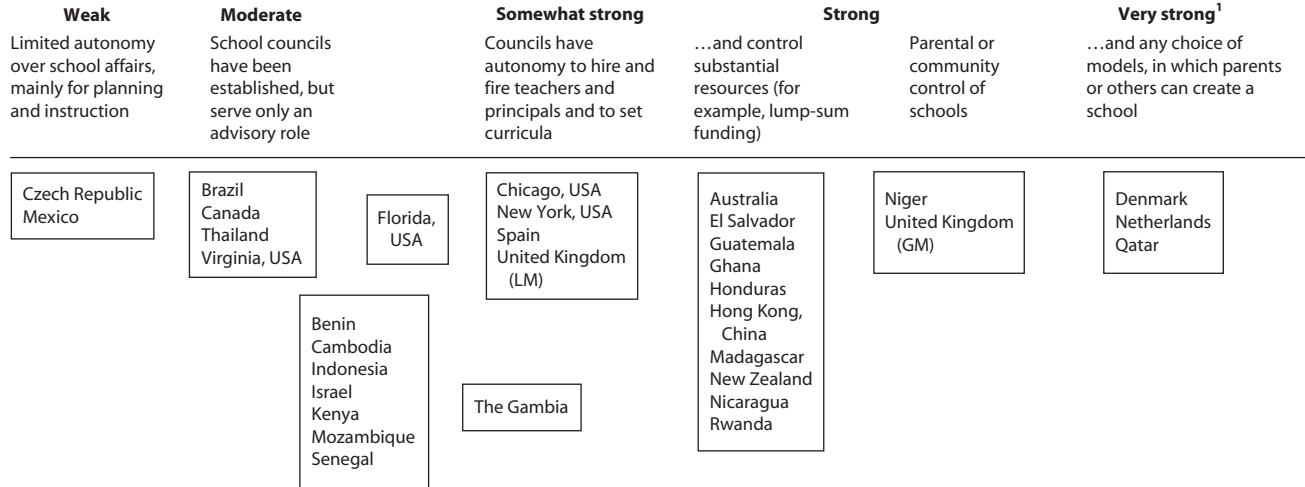 Weak
Limited autonomy
over school affairs,
mainly for planning
and instruction
Moderate
School councils
have been
established, but
serve only an
advisory role
Somewhat strong
Councils have
autonomy to hire and
fire teachers and
principals and to set
curricula
Strong
…and control
substantial
resources (for
example, lump-sum
funding)
Parental or
community
control of
schools
Very strong1
…and any choice of
models, in which parents
or others can create a
school
Czech Republic
Mexico
Brazil
Canada
Thailand
Virginia, USA
Florida,
USA
Chicago, USA
New York, USA
Spain
United Kingdom
(LM)
Australia
El Salvador
Guatemala
Ghana
Honduras
Hong Kong,
China
Madagascar
New Zealand
Nicaragua
Rwanda
Niger
United Kingdom
(GM)
Denmark
Netherlands
Qatar
Benin
Cambodia
Indonesia
Israel
Kenya
Mozambique
Senegal
The Gambia